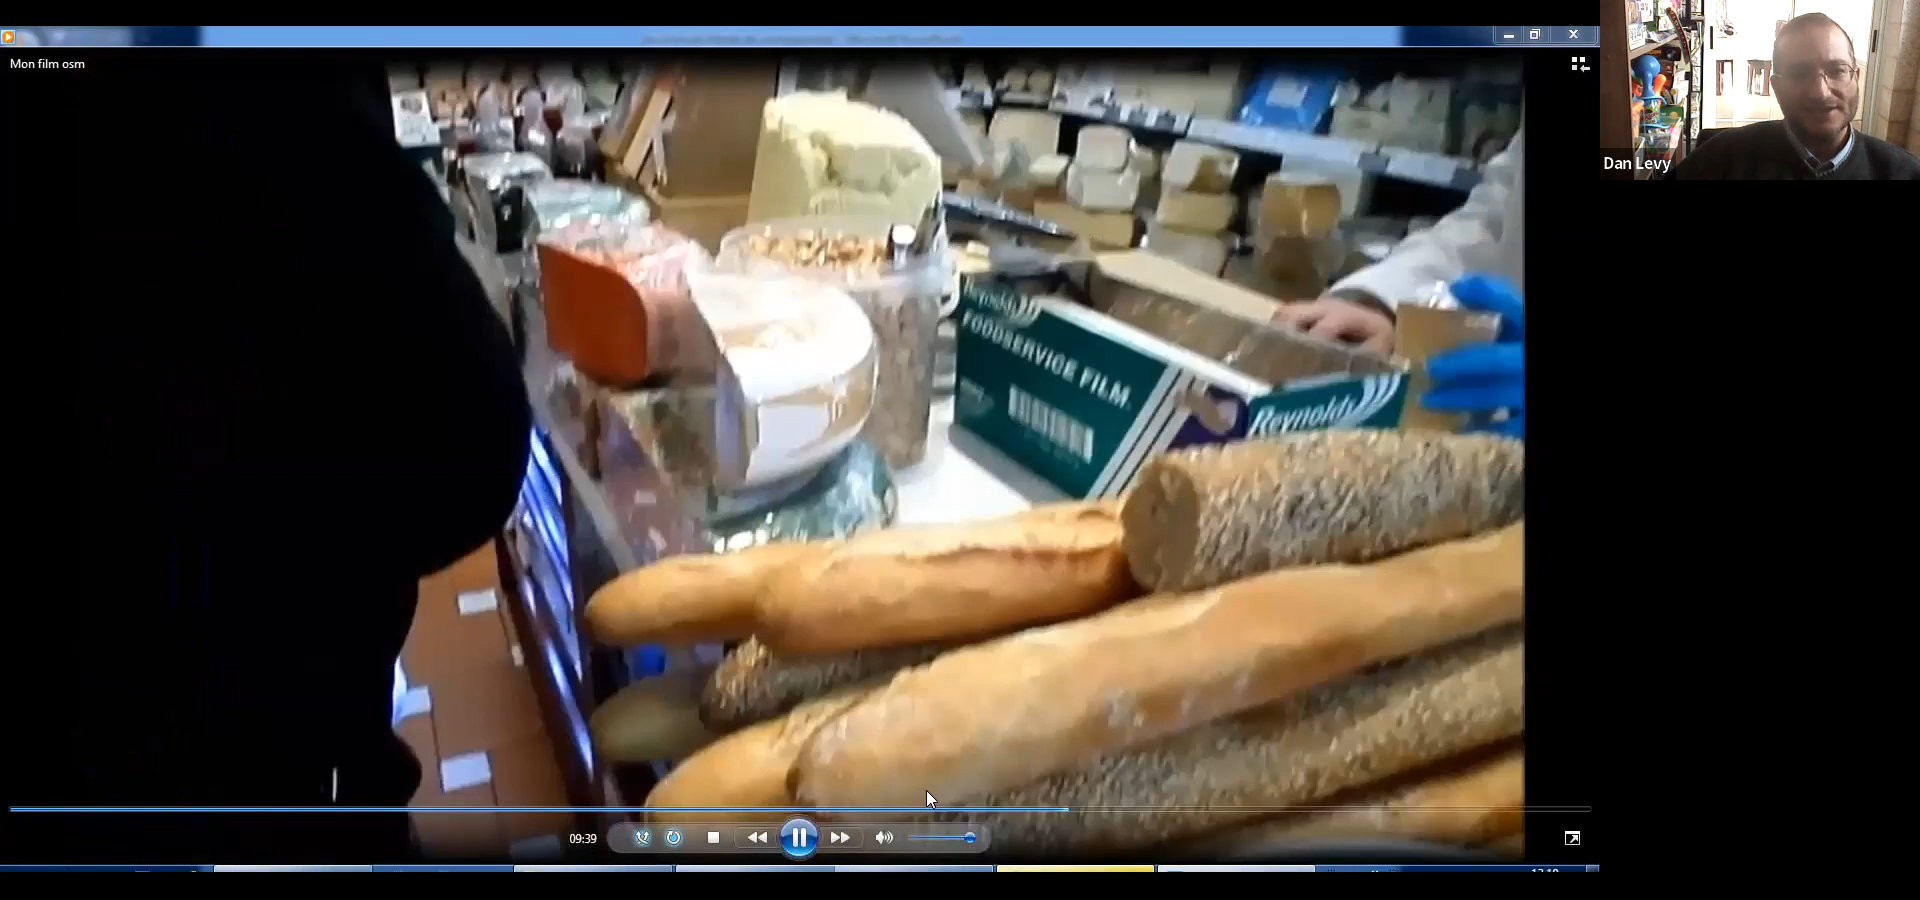 Mon film osm
Dan Levy
Reynolds
FOODSERVICE FILM
Reynolds
09:39